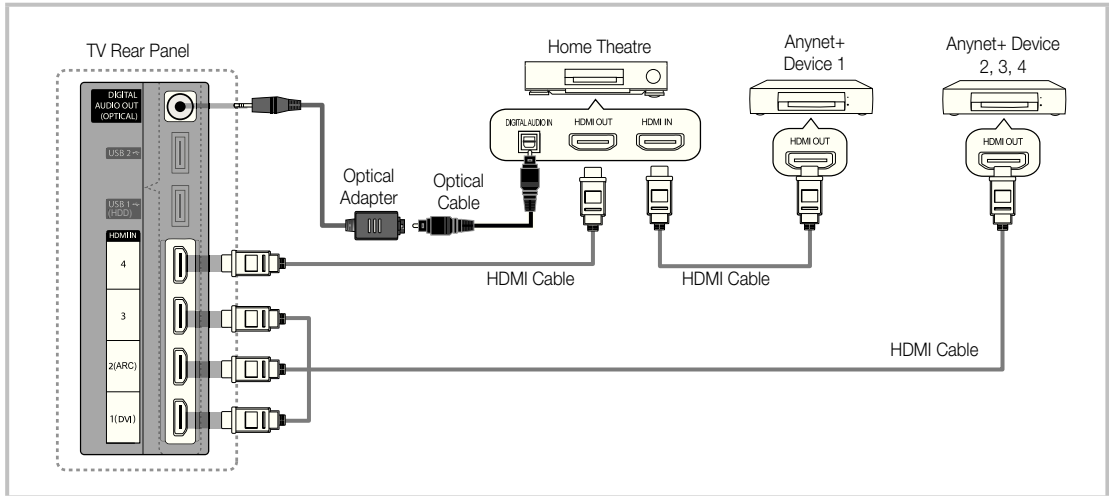 TV Rear Panel
DIGITAL
AUDIO OUT
(OPTICAL)
USB 2
USB 1
(HDD)
HDMI IN
4
3
2(ARC)
1(DVI)
Optical
Adapter
Optical
Cable
Home Theatre
DIGITAL AUDIO IN
HDMI OUT
HDMI IN
Anynet+
Device 1
HDMI OUT
Anynet+ Device
2, 3, 4
HDMI OUT
HDMI Cable
HDMI Cable
HDMI Cable